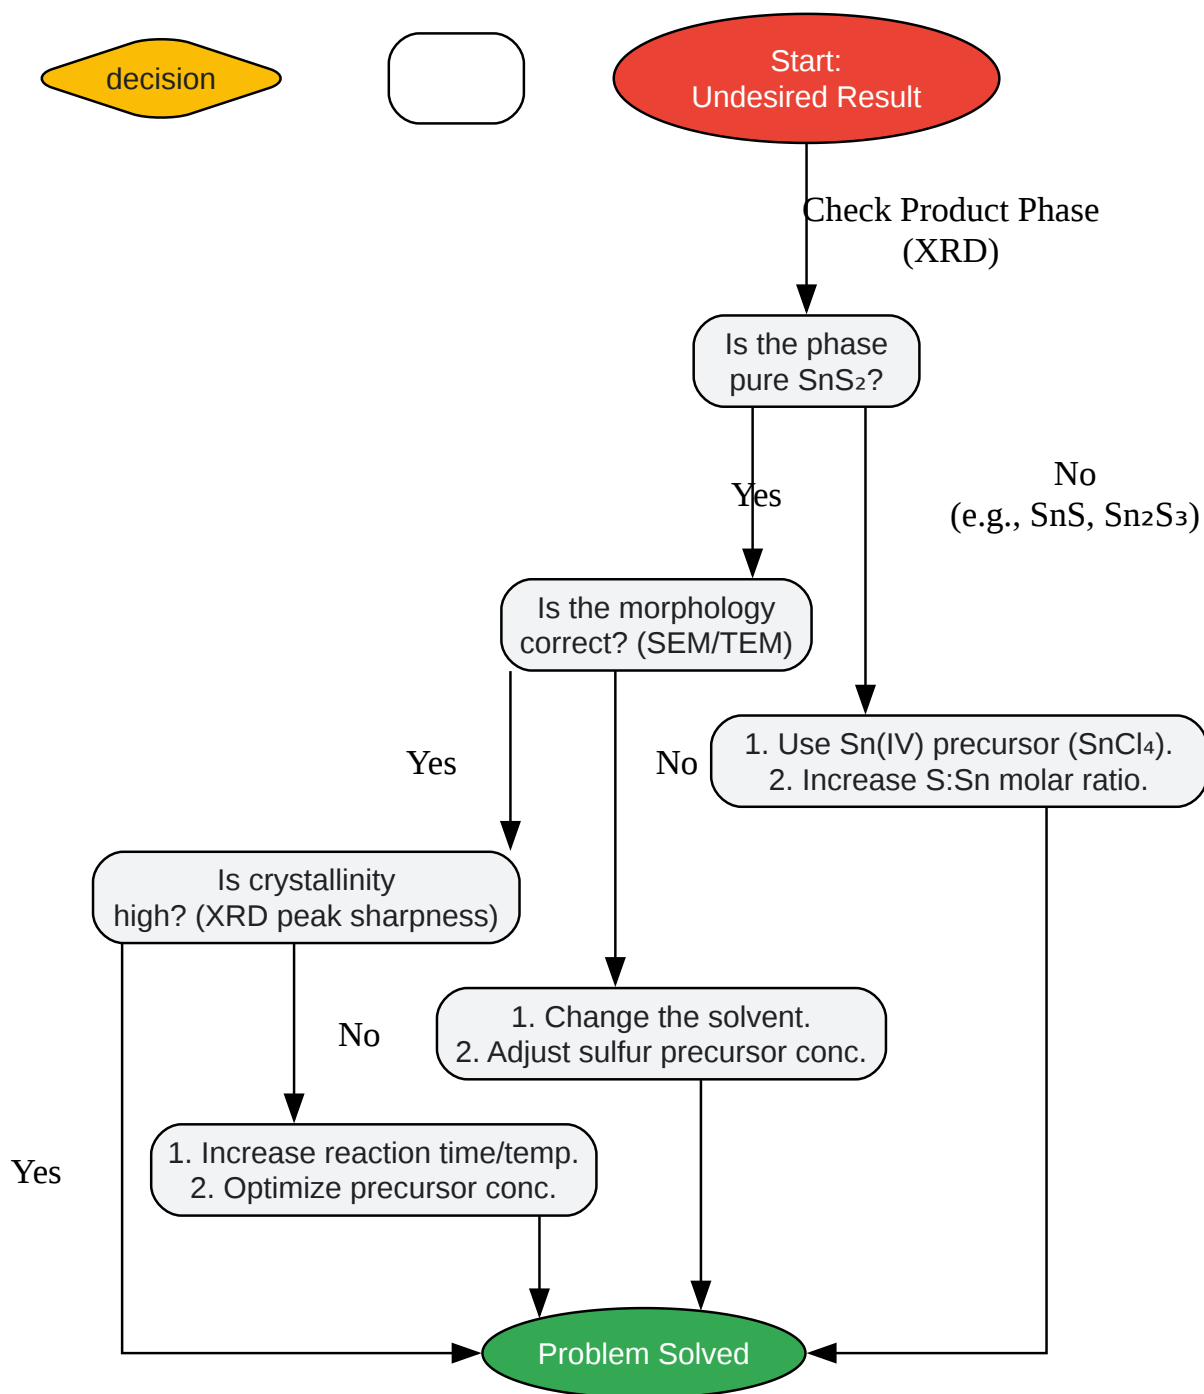 decision
Start:
Undesired Result
Check Product Phase
(XRD)
Is the phase
pure SnS₂?
Yes
No
(e.g., SnS, Sn₂S₃)
Is the morphology
correct? (SEM/TEM)
Yes
No
1. Use Sn(IV) precursor (SnCl₄).
2. Increase S:Sn molar ratio.
Is crystallinity
high? (XRD peak sharpness)
No
1. Change the solvent.
2. Adjust sulfur precursor conc.
Yes
1. Increase reaction time/temp.
2. Optimize precursor conc.
Problem Solved